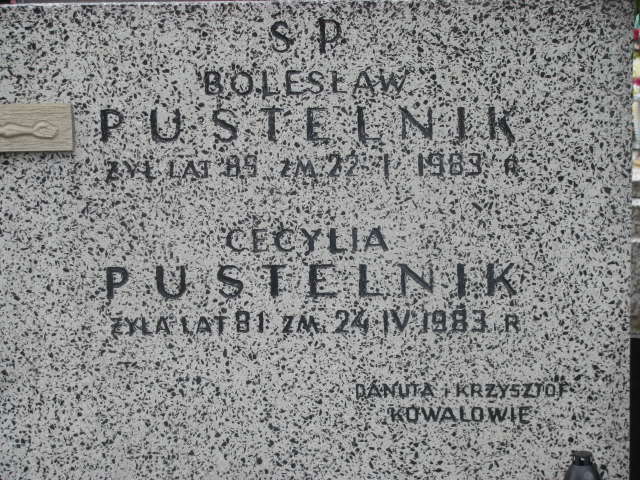 Ś P
BOLESŁAW
PUSTELNIK
ŻYŁ LAT 89 ZM. 22 I 1983 R
CECYLIA
PUSTELNIK
ŻYŁA LAT 81 ZM. 24 IV 1983 R
DANUTA I KRZYSZTOF
KOWALOWIE